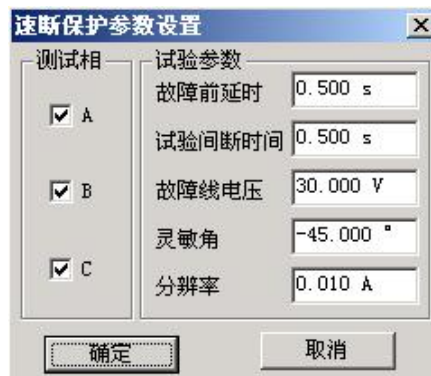 速断保护参数设置
测试相
A
B
C
试验参数
故障前延时 0.500 s
试验间断时间 0.500 s
故障线电压 30.000 V
灵敏角 -45.000 °
分辨率 0.010 A
确定
取消